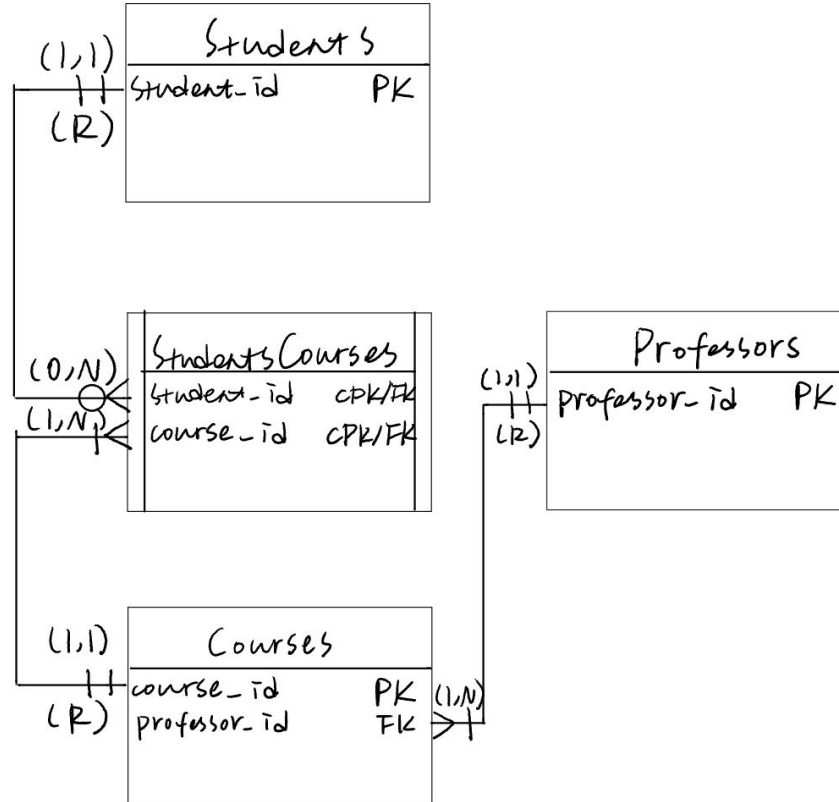 Students
(1,1)
student_id PK
(R)
StudentsCourses
(0,N)
student_id CPK/FK
(1,N)
course_id CPK/FK
Professors
(1,1)
professor_id PK
(R)
Courses
(1,1)
course_id PK
(R)
professor_id FK
(1,N)